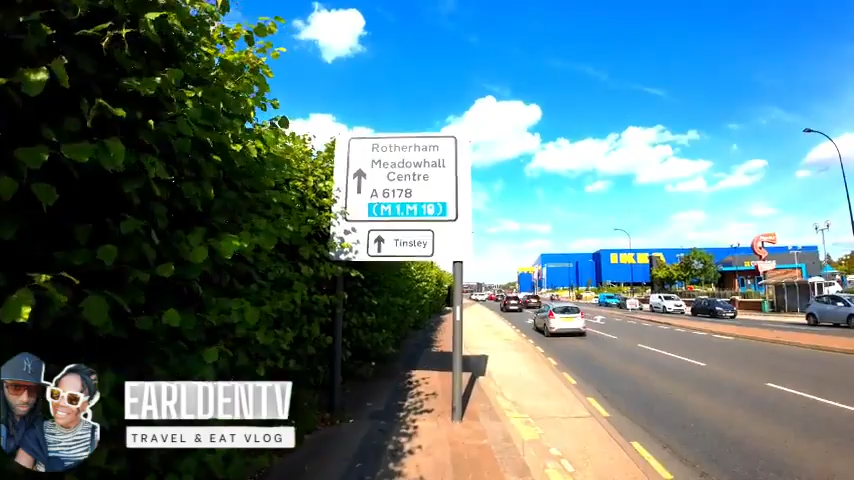 Rotherham
Meadowhall
Centre
A 6178
(M 1, M 18)
Tinsley
IKEA
EARLDENTV
TRAVEL & EAT VLOG